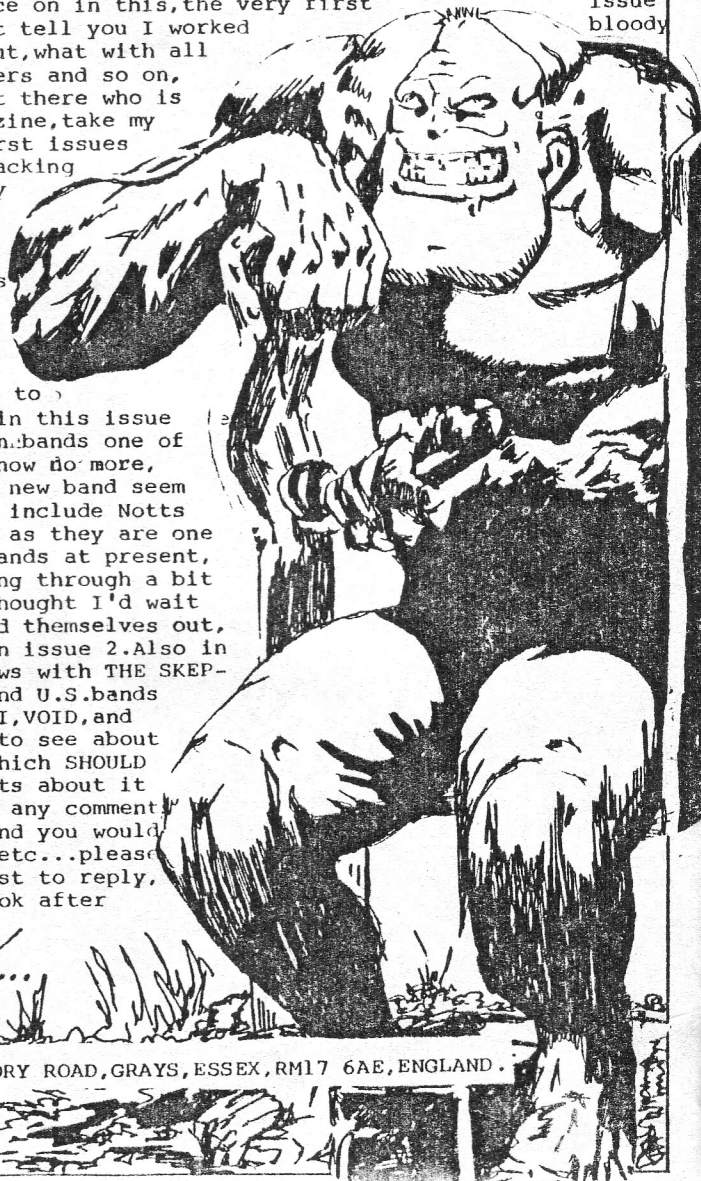 ce on in this,the very first
t tell you I worked
ut,what with all
ers and so on,
t there who is
zine,take my
rst issues
acking
y
s
to
in this issue
bands one of
now do more,
new band seem
include Notts
as they are one
ands at present,
ng through a bit
hought I'd wait
d themselves out,
n issue 2.Also in
ws with THE SKEP-
nd U.S.bands
I,VOID,and
to see about
hich SHOULD
ts about it
any comment
nd you would
etc...please
st to reply,
ok after
...
issue
bloody
ORY ROAD,GRAYS,ESSEX,RM17 6AE,ENGLAND.